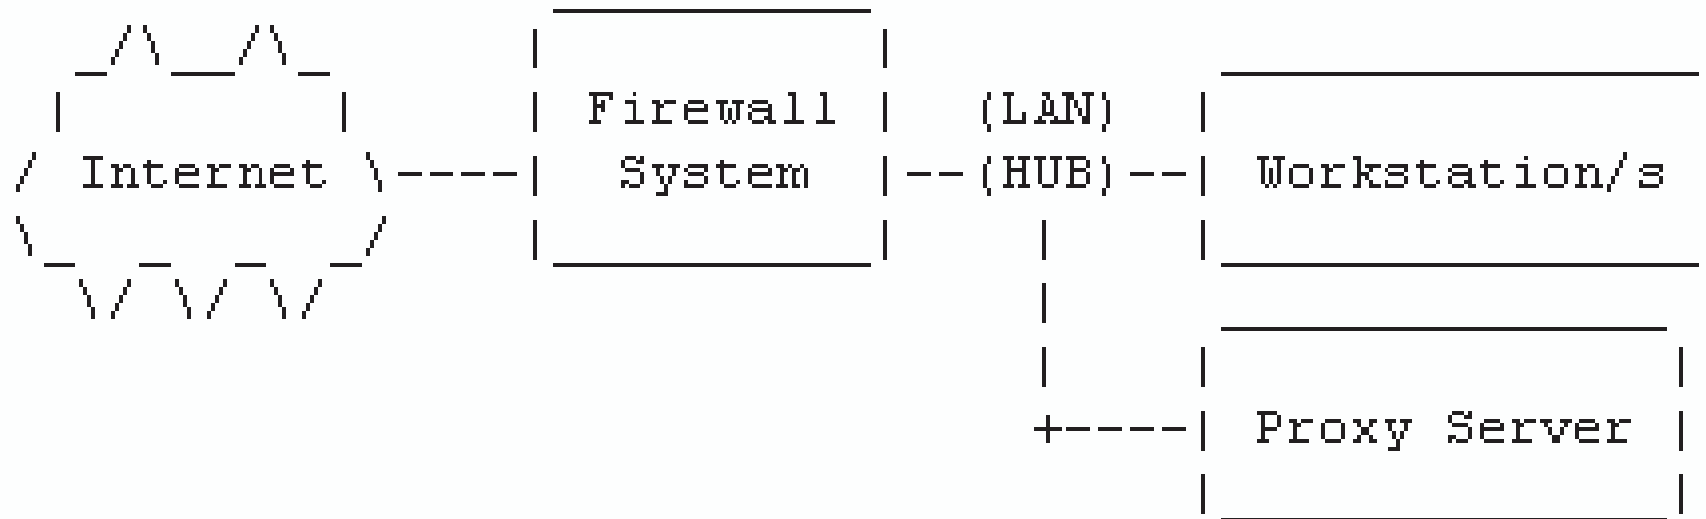 Firewall (LAN)
Internet System (HUB) Workstation/s
Proxy Server